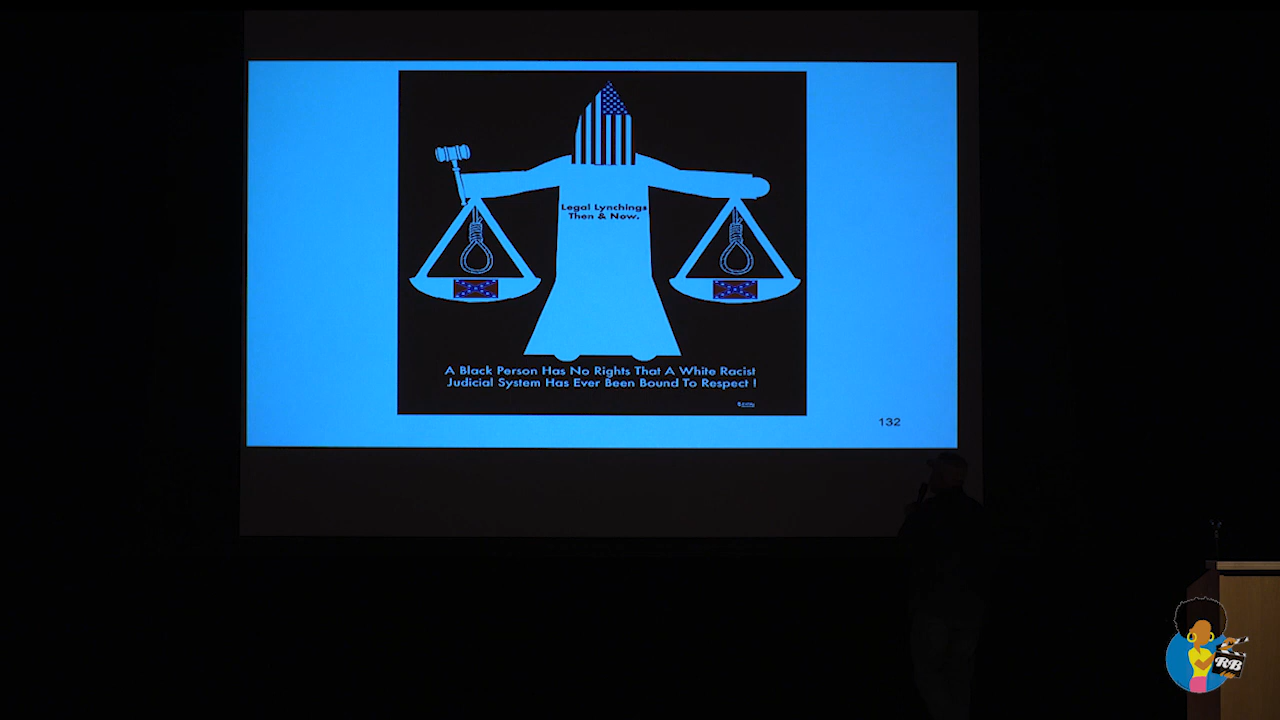 Legal Lynchings
Then & Now.
A Black Person Has No Rights That A White Racist
Judicial System Has Ever Been Bound To Respect !
132
RB